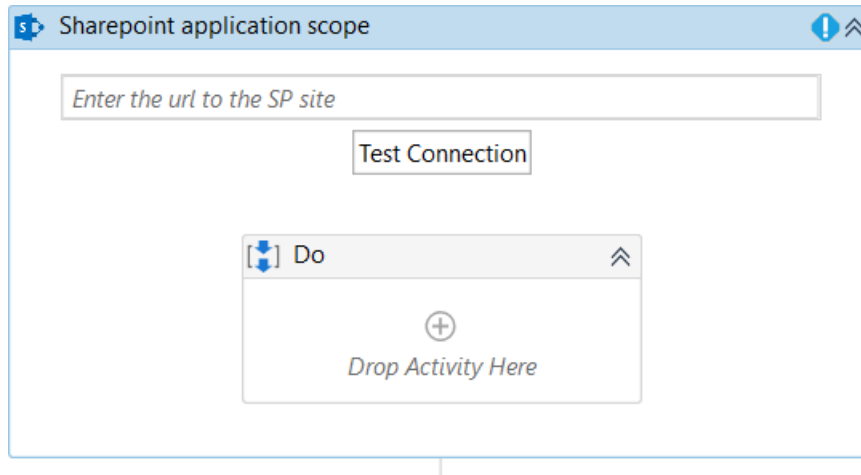 Sharepoint application scope
Enter the url to the SP site
Test Connection
Do
Drop Activity Here